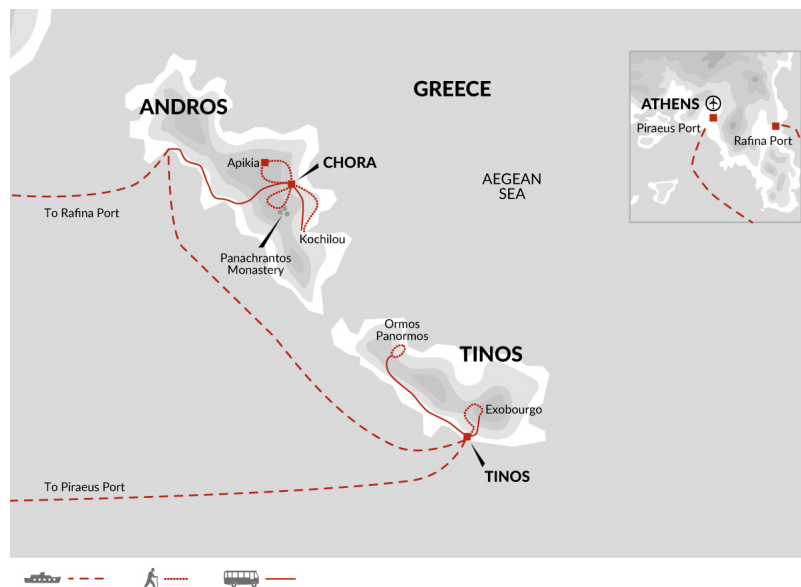 GREECE
ANDROS
ATHENS
Piraeus Port
Rafina Port
Apikia
CHORA
AEGEAN
SEA
To Rafina Port
Kochilou
Panachrantos
Monastery
Ormos
Panormos
TINOS
Exobourgo
TINOS
To Piraeus Port